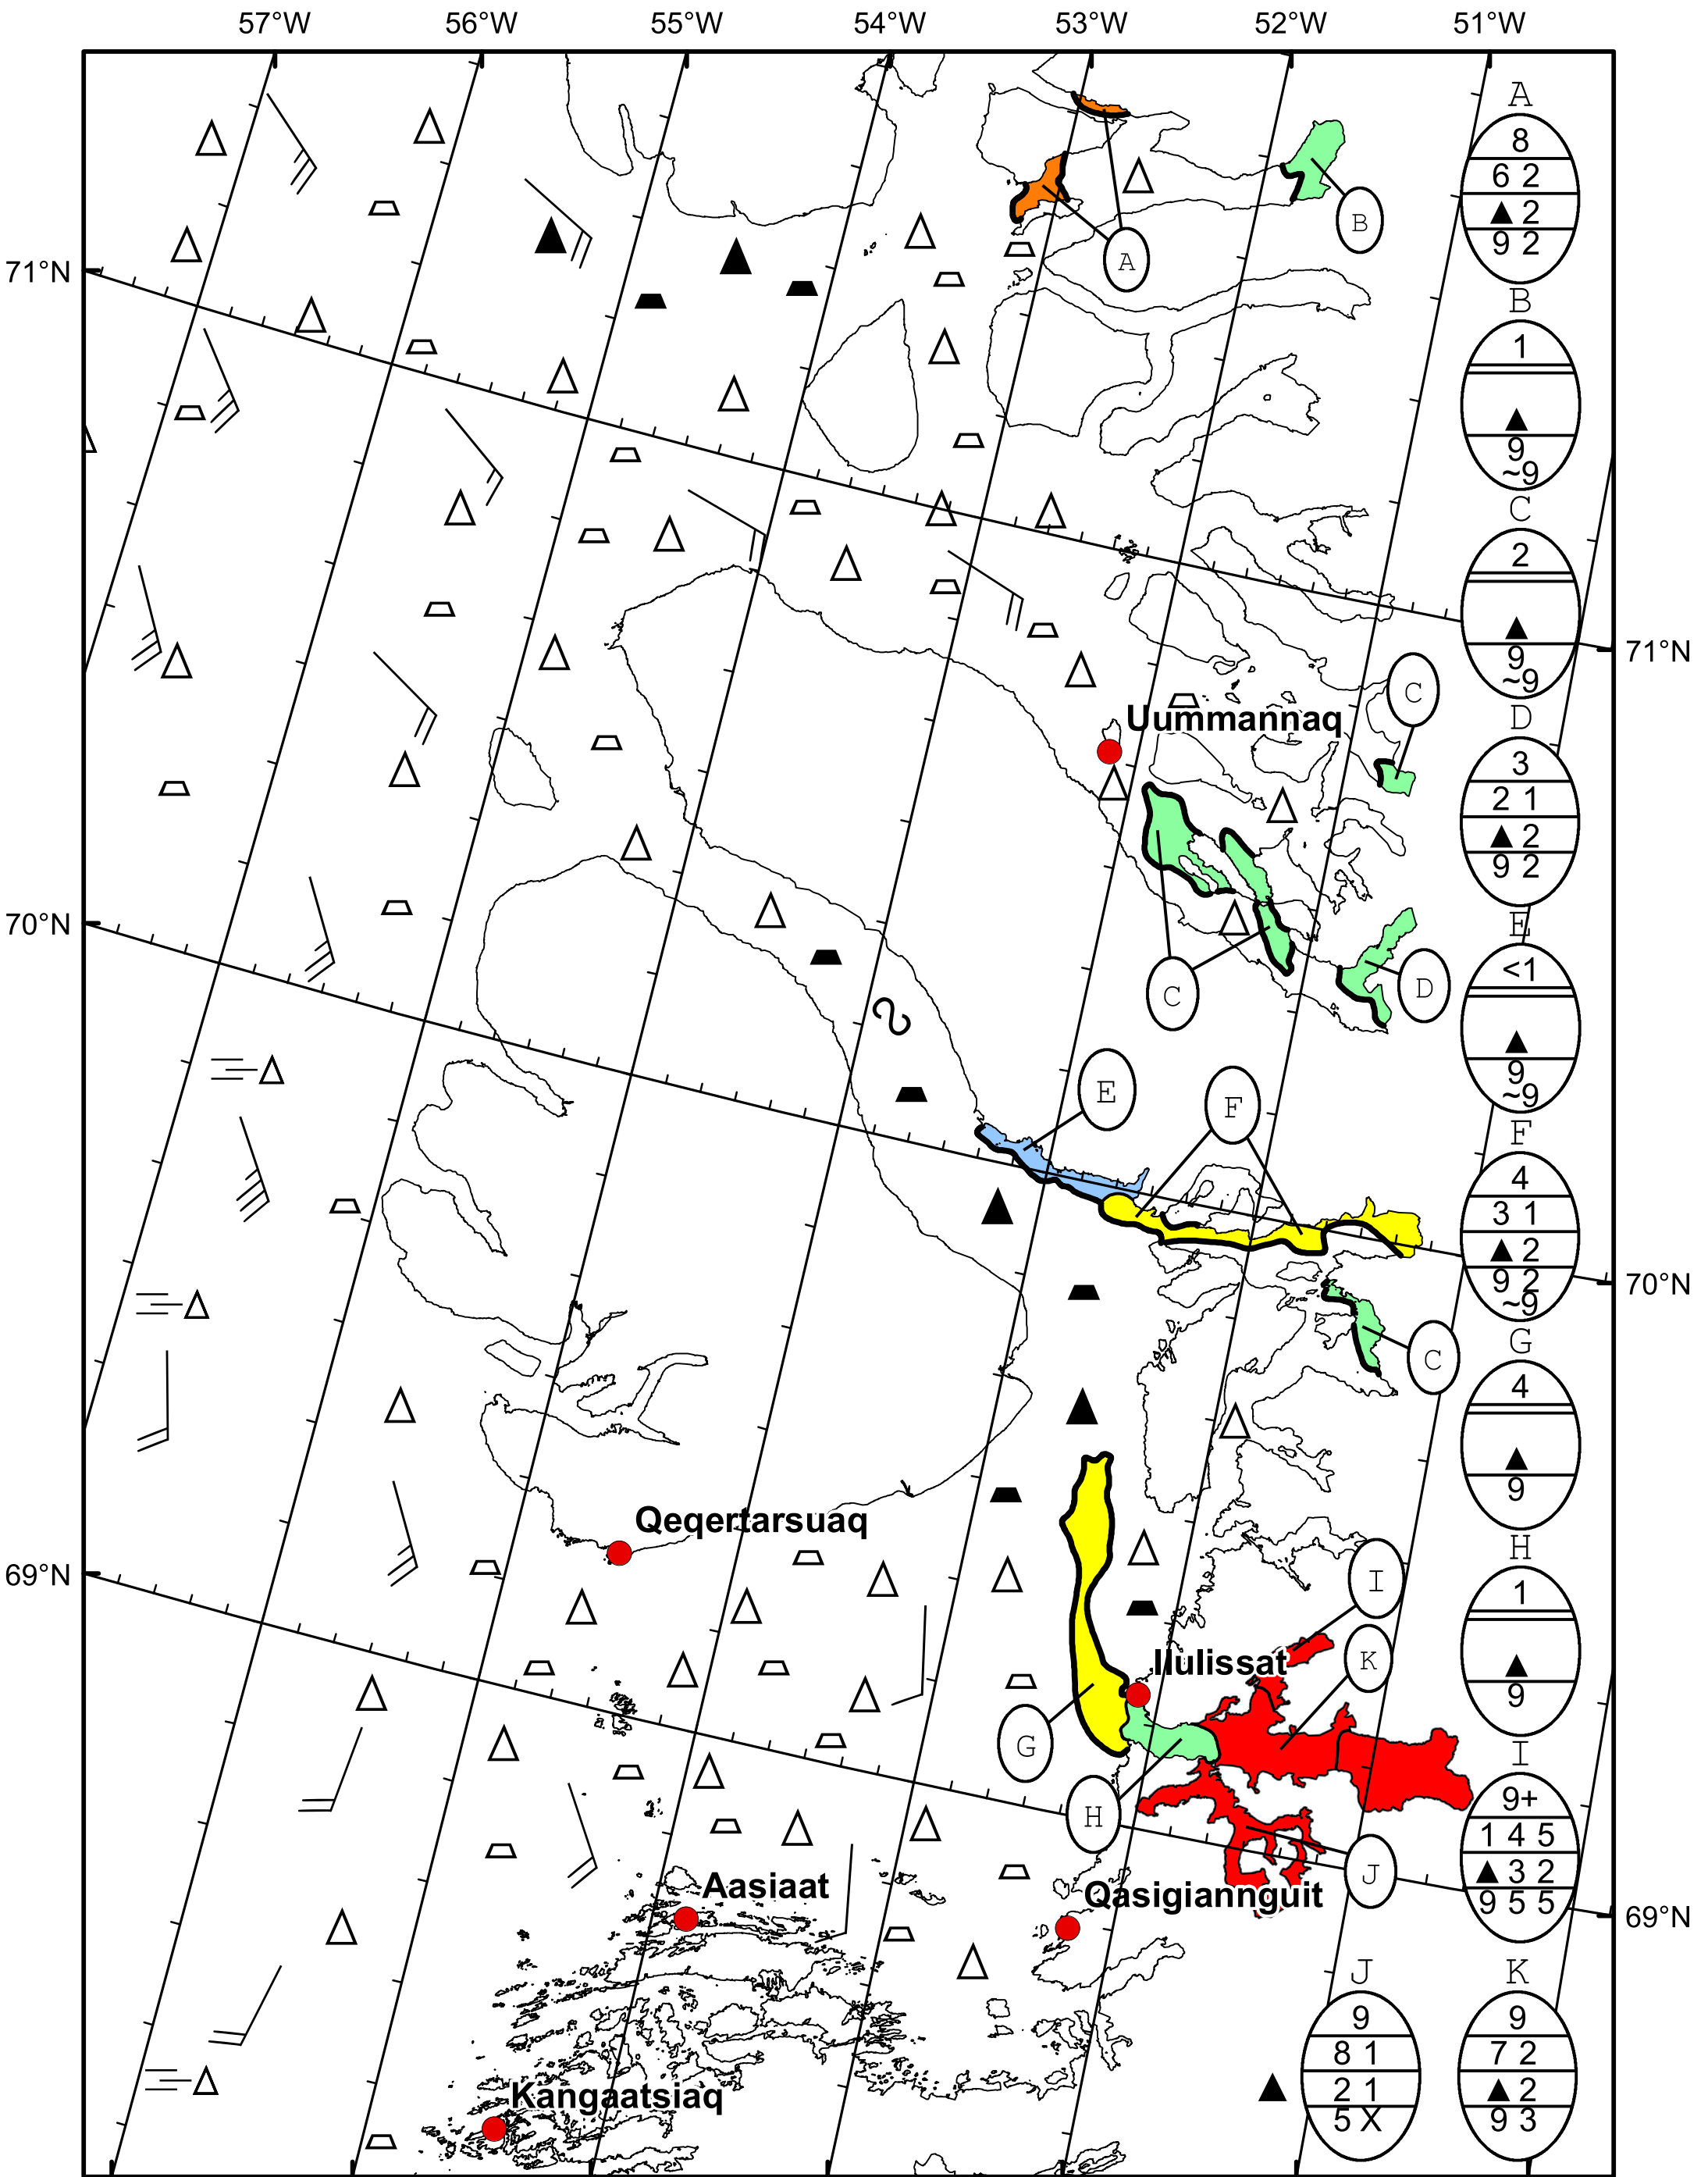 57°W 56°W 55°W 54°W 53°W 52°W 51°W
A
8
6 2
2
9 2
B
A
71°N
B
1
9
~9
C
2
9
~9
71°N
C
Uummannaq
D
3
2 1
2
9 2
70°N
C
D
E
<1
9
~9
E
F
F
4
3 1
2
9 2
~9
70°N
C
G
4
9
Qeqertarsuaq
69°N
H
1
9
I
Ilulissat
K
G
H
I
9+
1 4 5
3 2
9 5 5
J
Aasiaat
Qasigiannguit
69°N
J
9
8 1
2 1
5 X
K
9
7 2
2
9 3
Kangaatsiaq